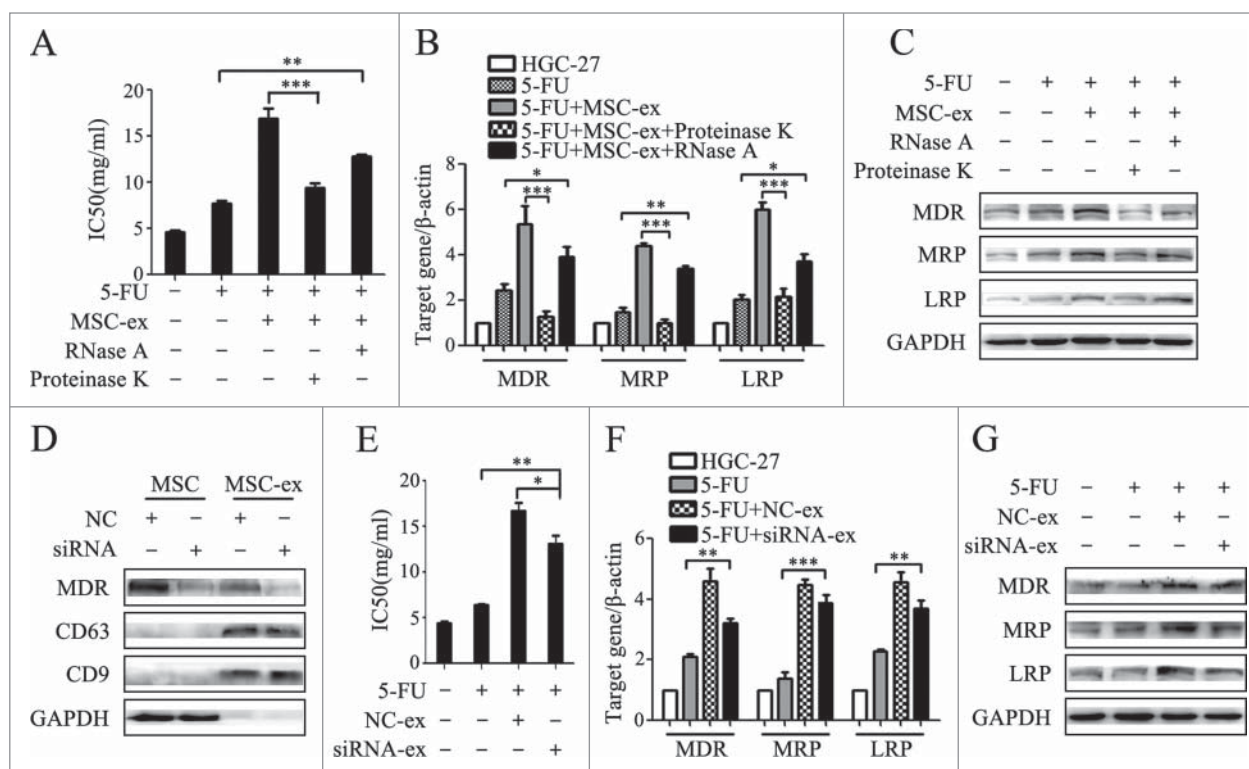 A
**
***
20
15
10
5
0
IC50(mg/ml)
5-FU − + + + +
MSC-ex − − + + +
RNase A − − − − +
Proteinase K − − − + −
B
HGC-27
5-FU
5-FU+MSC-ex
5-FU+MSC-ex+Proteinase K
5-FU+MSC-ex+RNase A
8
6
4
2
0
Target gene/β-actin
*
***
**
***
*
***
MDR MRP LRP
C
5-FU − + + + +
MSC-ex − − + + +
RNase A − − − − +
Proteinase K − − − + −
MDR
MRP
LRP
GAPDH
D
MSC MSC-ex
NC + − + −
siRNA − + − +
MDR
CD63
CD9
GAPDH
E
**
*
20
15
10
5
0
IC50(mg/ml)
5-FU − + + +
NC-ex − − + −
siRNA-ex − − − +
F
HGC-27
5-FU
5-FU+NC-ex
5-FU+siRNA-ex
6
4
2
0
Target gene/β-actin
**
***
**
MDR MRP LRP
G
5-FU − + + +
NC-ex − − + −
siRNA-ex − − − +
MDR
MRP
LRP
GAPDH